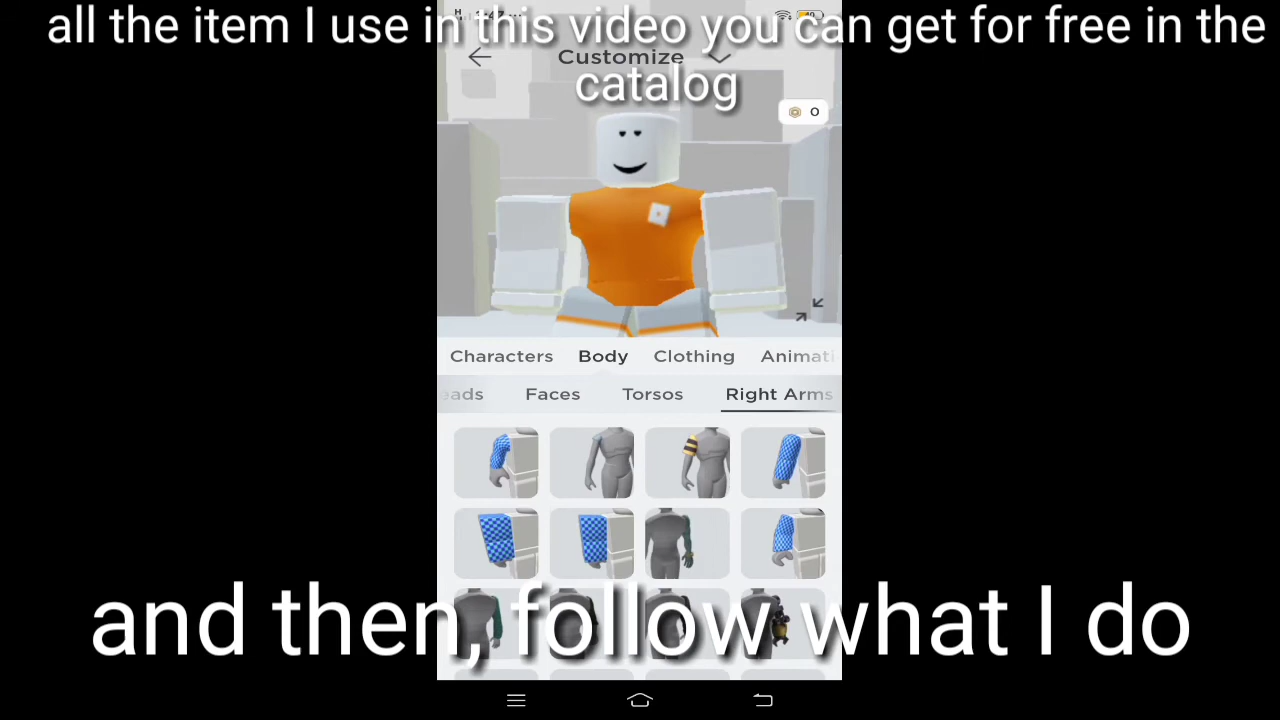 all the item I use in this video you can get for free in the
catalog
Customize
0
Characters Body Clothing Animati
eads Faces Torsos Right Arms
and then, follow what I do